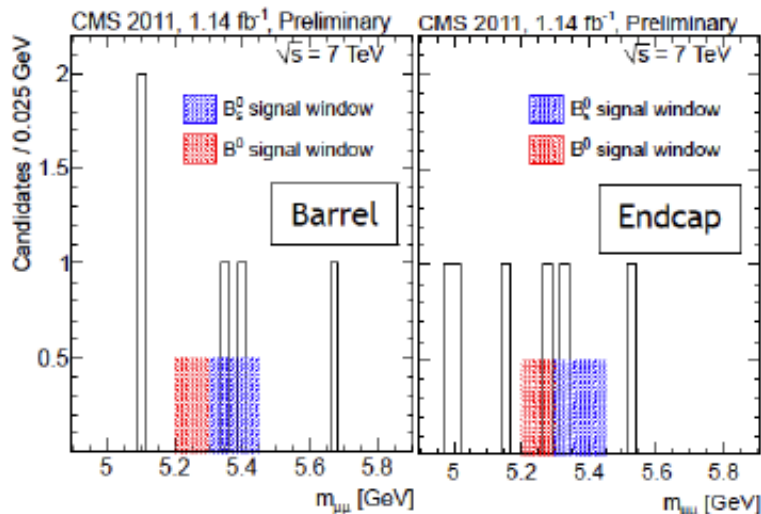 CMS 2011, 1.14 fb⁻¹, Preliminary
√s = 7 TeV
Candidates / 0.025 GeV
2
1.5
1
0.5
B⁰ₛ signal window
B⁰ signal window
Barrel
5 5.2 5.4 5.6 5.8
m_μμ [GeV]
CMS 2011, 1.14 fb⁻¹, Preliminary
√s = 7 TeV
B⁰ₛ signal window
B⁰ signal window
Endcap
5 5.2 5.4 5.6 5.8
m_μμ [GeV]